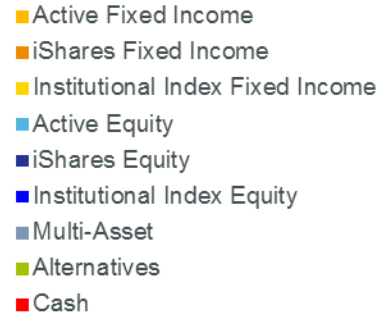 Active Fixed Income
iShares Fixed Income
Institutional Index Fixed Income
Active Equity
iShares Equity
Institutional Index Equity
Multi-Asset
Alternatives
Cash